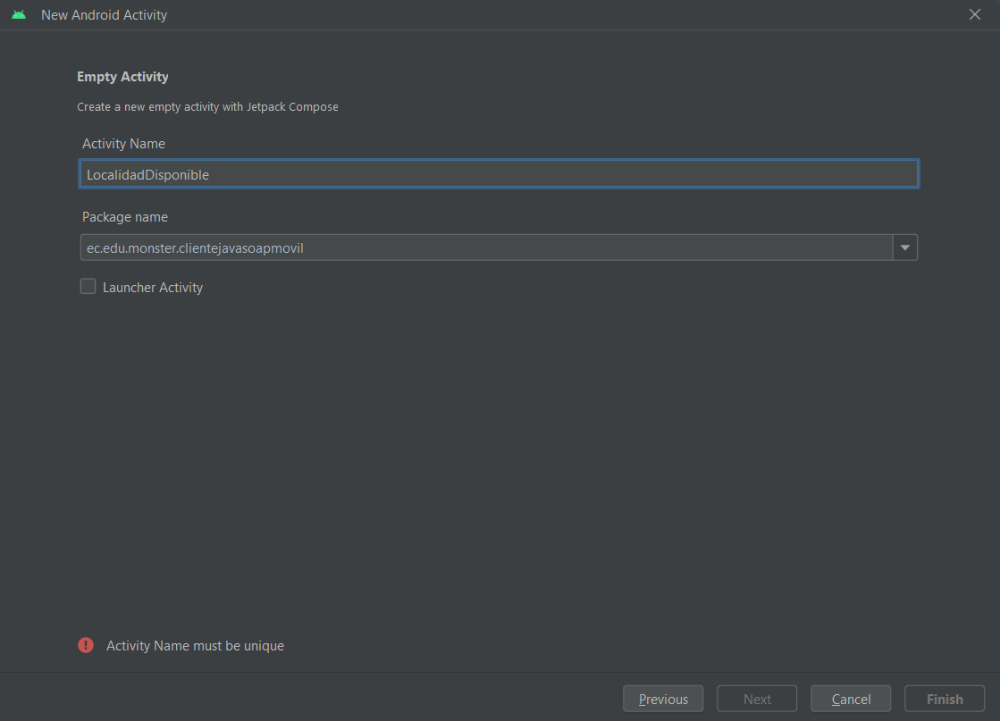 New Android Activity
Empty Activity
Create a new empty activity with Jetpack Compose
Activity Name
LocalidadDisponible
Package name
ec.edu.monster.clientejavasoapmovil
Launcher Activity
Activity Name must be unique
Previous Next Cancel Finish